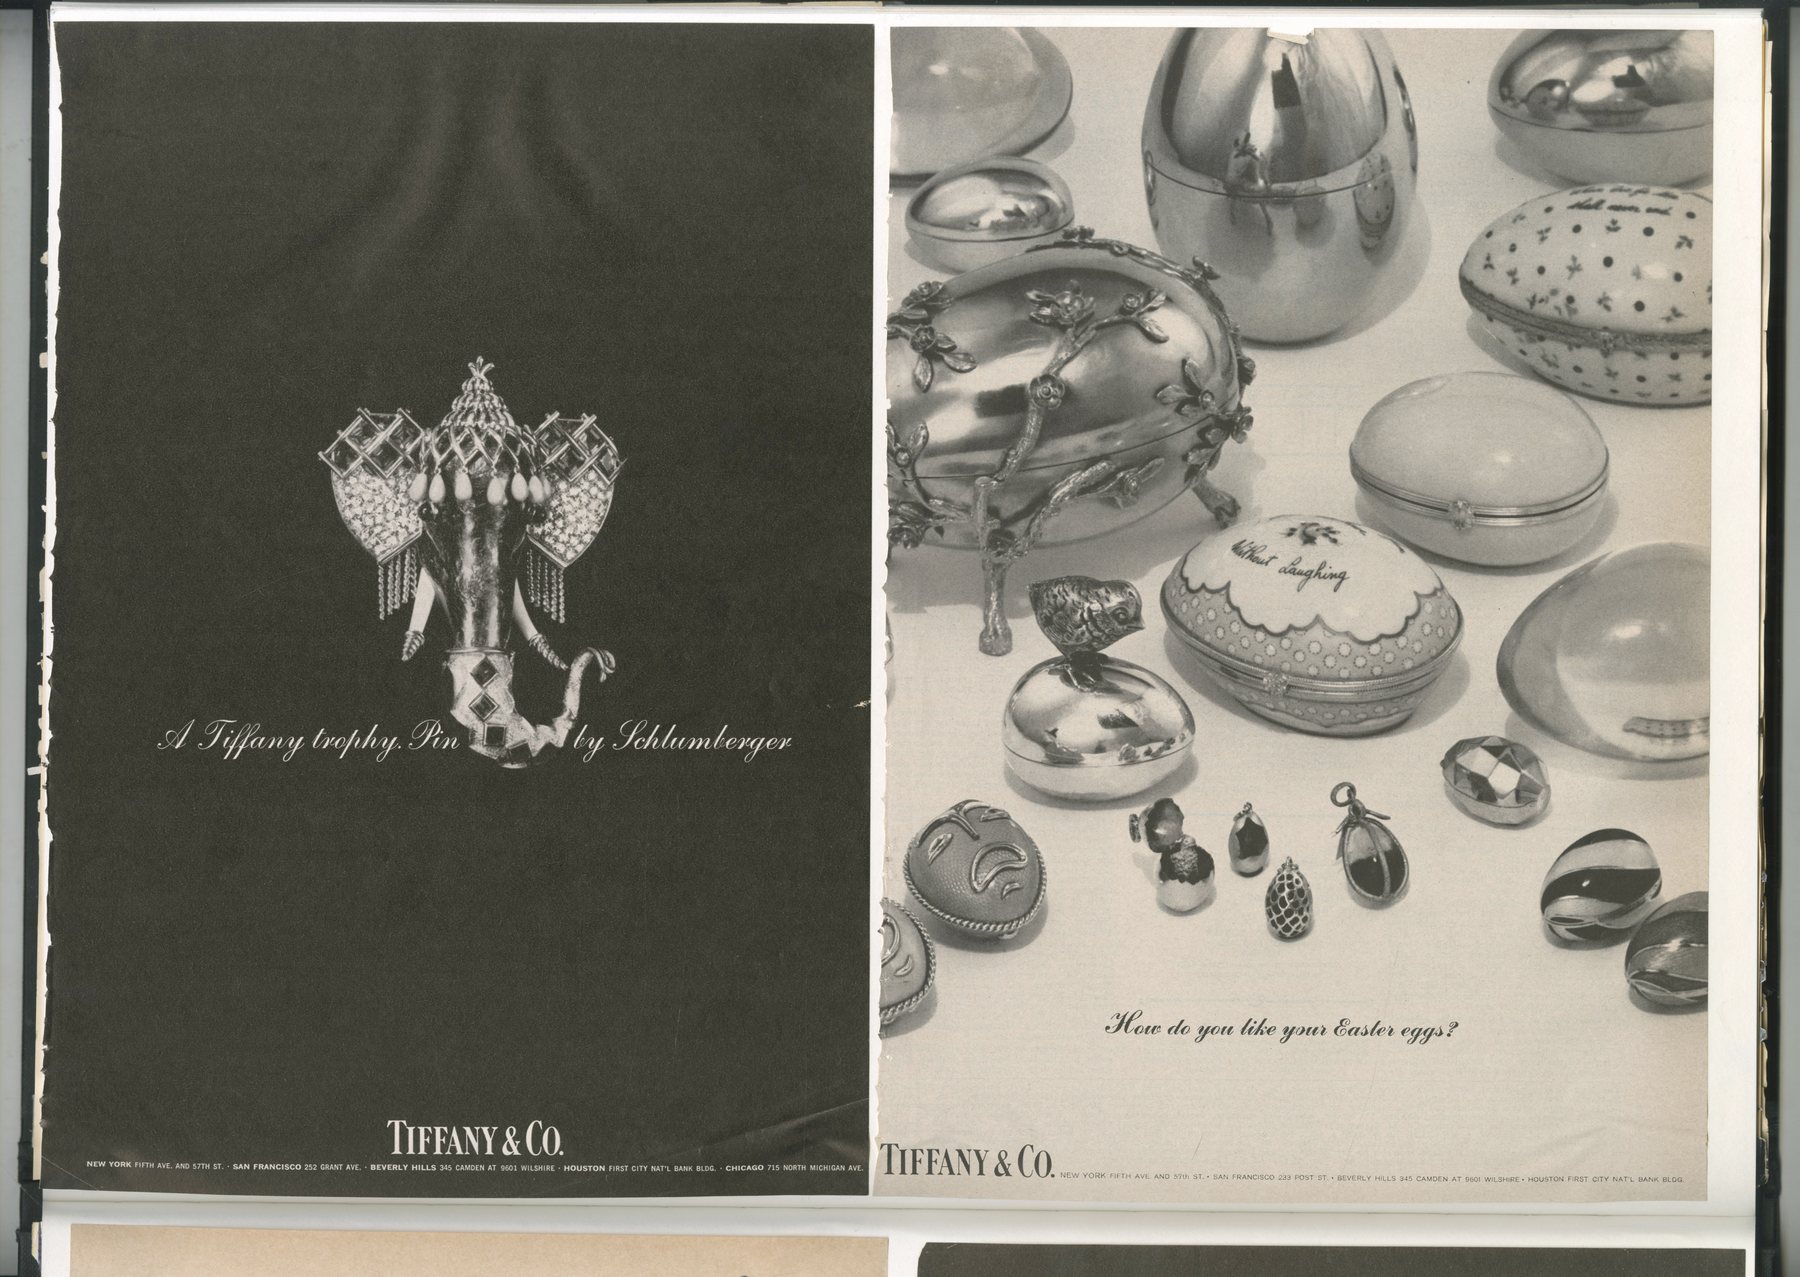 A Tiffany trophy. Pin by Schlumberger
TIFFANY & CO.
NEW YORK FIFTH AVE. AND 57TH ST. · SAN FRANCISCO 252 GRANT AVE. · BEVERLY HILLS 345 CAMDEN AT 9601 WILSHIRE · HOUSTON FIRST CITY NAT'L BANK BLDG. · CHICAGO 715 NORTH MICHIGAN AVE.
shall never end
Without Laughing
How do you like your Easter eggs?
TIFFANY & CO. NEW YORK FIFTH AVE. AND 57th ST. · SAN FRANCISCO 233 POST ST. · BEVERLY HILLS 345 CAMDEN AT 9601 WILSHIRE · HOUSTON FIRST CITY NAT'L BANK BLDG.